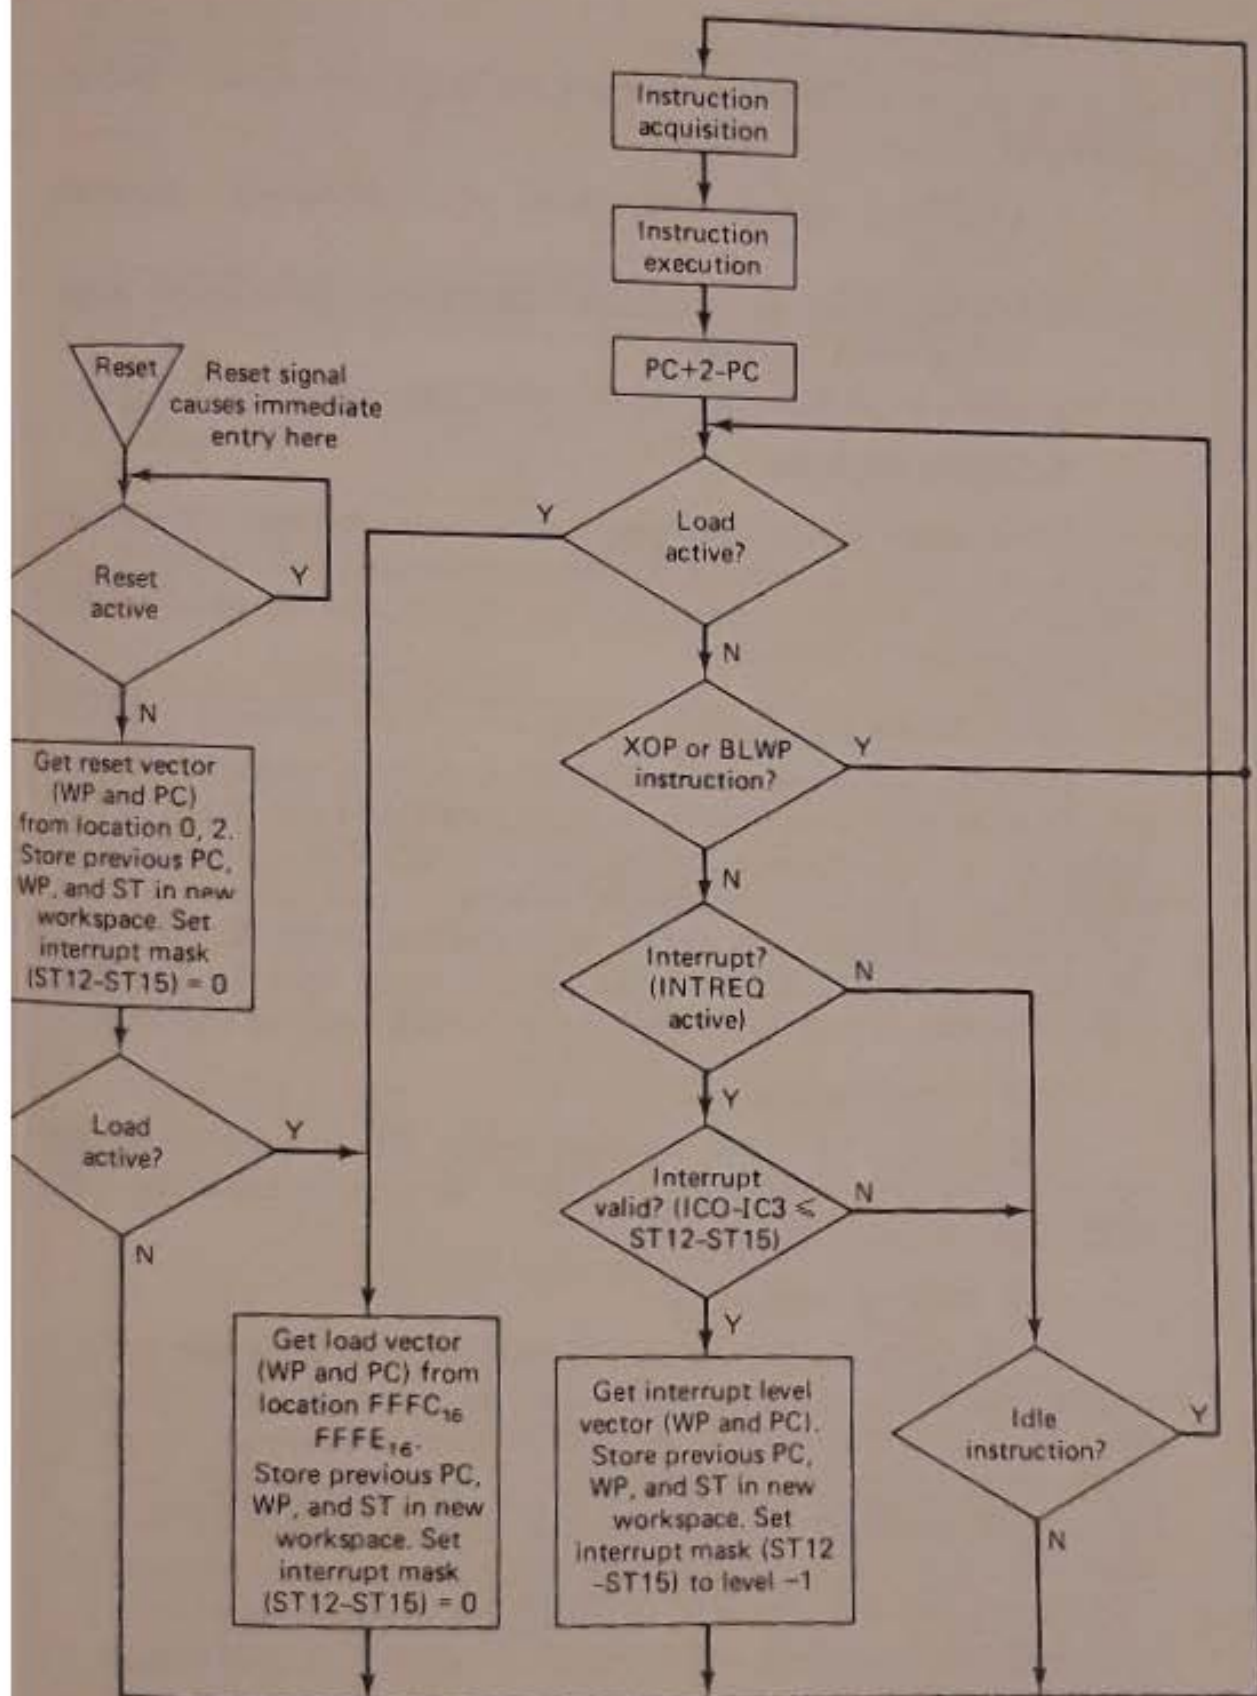 Instruction
acquisition
Instruction
execution
PC+2-PC
Reset
Reset signal
causes immediate
entry here
Reset
active
Y
N
Get reset vector
(WP and PC)
from location 0, 2.
Store previous PC,
WP, and ST in new
workspace. Set
interrupt mask
(ST12-ST15) = 0
Load
active?
Y
N
Get load vector
(WP and PC) from
location FFFC₁₆
FFFE₁₆.
Store previous PC,
WP, and ST in new
workspace. Set
interrupt mask
(ST12-ST15) = 0
Load
active?
Y
N
XOP or BLWP
instruction?
Y
N
Interrupt?
(INTREQ
active)
N
Y
Interrupt
valid? (ICO-IC3 ⩽
ST12-ST15)
N
Y
Get interrupt level
vector (WP and PC).
Store previous PC,
WP, and ST in new
workspace. Set
interrupt mask (ST12
-ST15) to level -1
Idle
instruction?
Y
N